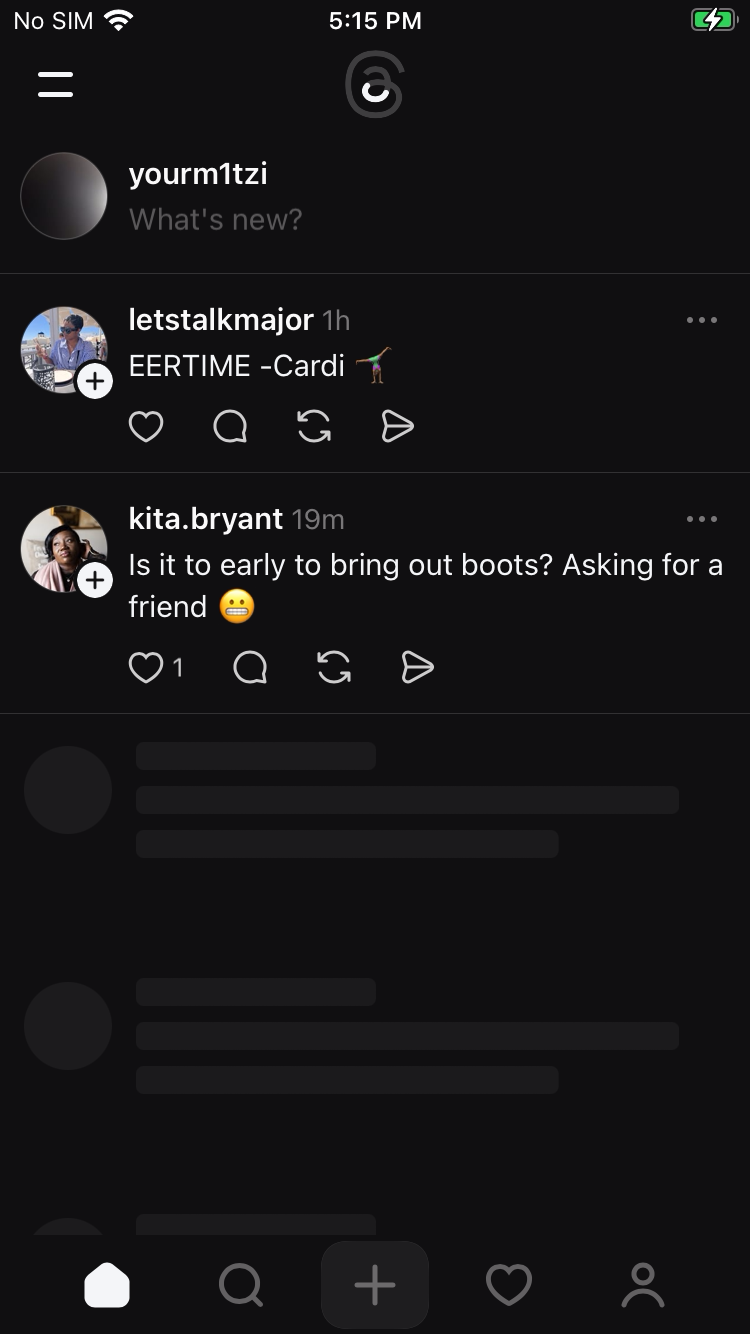 No SIM 5:15 PM
yourm1tzi
What's new?
letstalkmajor 1h
EERTIME -Cardi 🤸🏾‍♀️
kita.bryant 19m
Is it to early to bring out boots? Asking for a
friend 😬
1